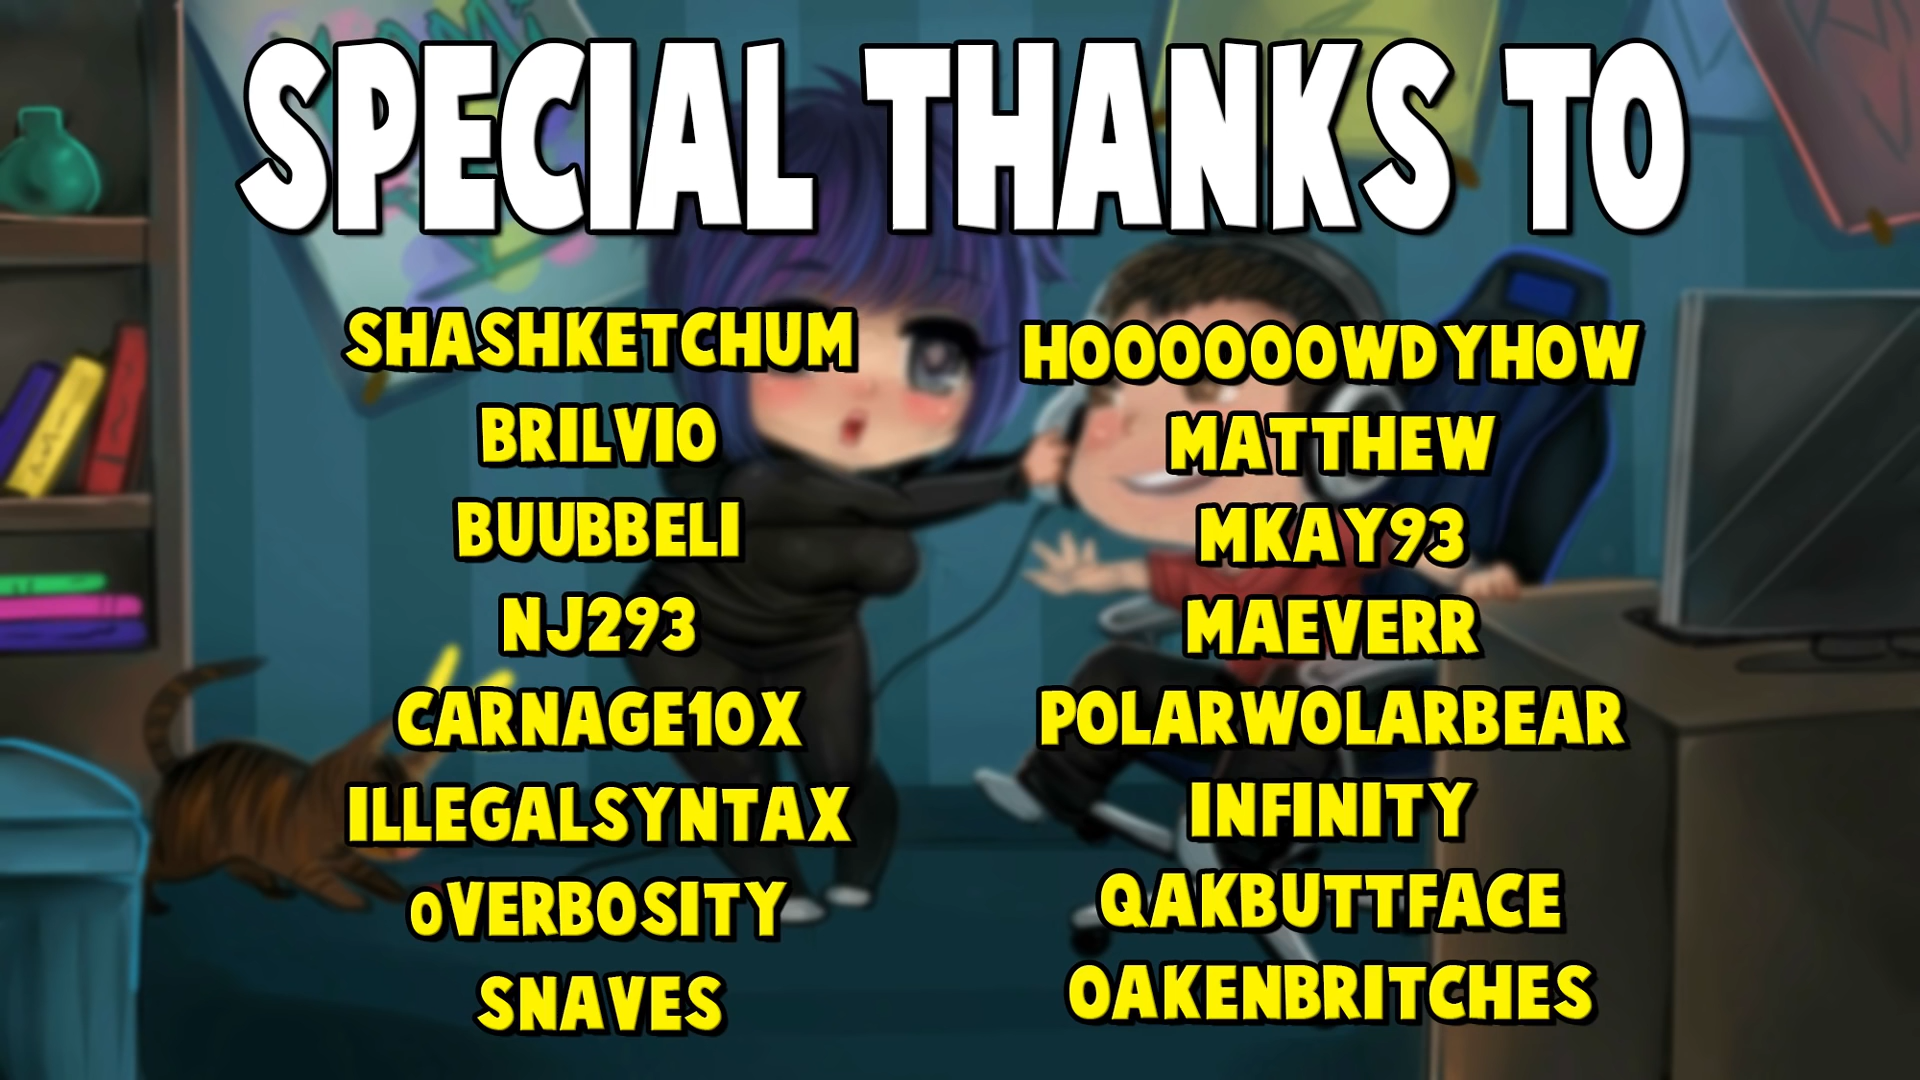 SPECIAL THANKS TO
SHASHKETCHUM
BRILVIO
BUUBBELI
NJ293
CARNAGE10X
ILLEGALSYNTAX
oVERBOSITY
SNAVES
HOOOOOOWDYHOW
MATTHEW
MKAY93
MAEVERR
POLARWOLARBEAR
INFINITY
QAKBUTTFACE
OAKENBRITCHES